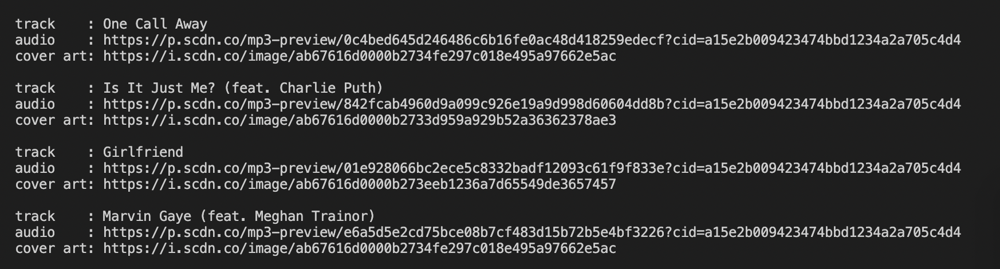 track    : One Call Away
audio    : https://p.scdn.co/mp3-preview/0c4bed645d246486c6b16fe0ac48d418259edecf?cid=a15e2b009423474bbd1234a2a705c4d4
cover art: https://i.scdn.co/image/ab67616d0000b2734fe297c018e495a97662e5ac
track    : Is It Just Me? (feat. Charlie Puth)
audio    : https://p.scdn.co/mp3-preview/842fcab4960d9a099c926e19a9d998d60604dd8b?cid=a15e2b009423474bbd1234a2a705c4d4
cover art: https://i.scdn.co/image/ab67616d0000b2733d959a929b52a36362378ae3
track    : Girlfriend
audio    : https://p.scdn.co/mp3-preview/01e928066bc2ece5c8332badf12093c61f9f833e?cid=a15e2b009423474bbd1234a2a705c4d4
cover art: https://i.scdn.co/image/ab67616d0000b273eeb1236a7d65549de3657457
track    : Marvin Gaye (feat. Meghan Trainor)
audio    : https://p.scdn.co/mp3-preview/e6a5d5e2cd75bce08b7cf483d15b72b5e4bf3226?cid=a15e2b009423474bbd1234a2a705c4d4
cover art: https://i.scdn.co/image/ab67616d0000b2734fe297c018e495a97662e5ac